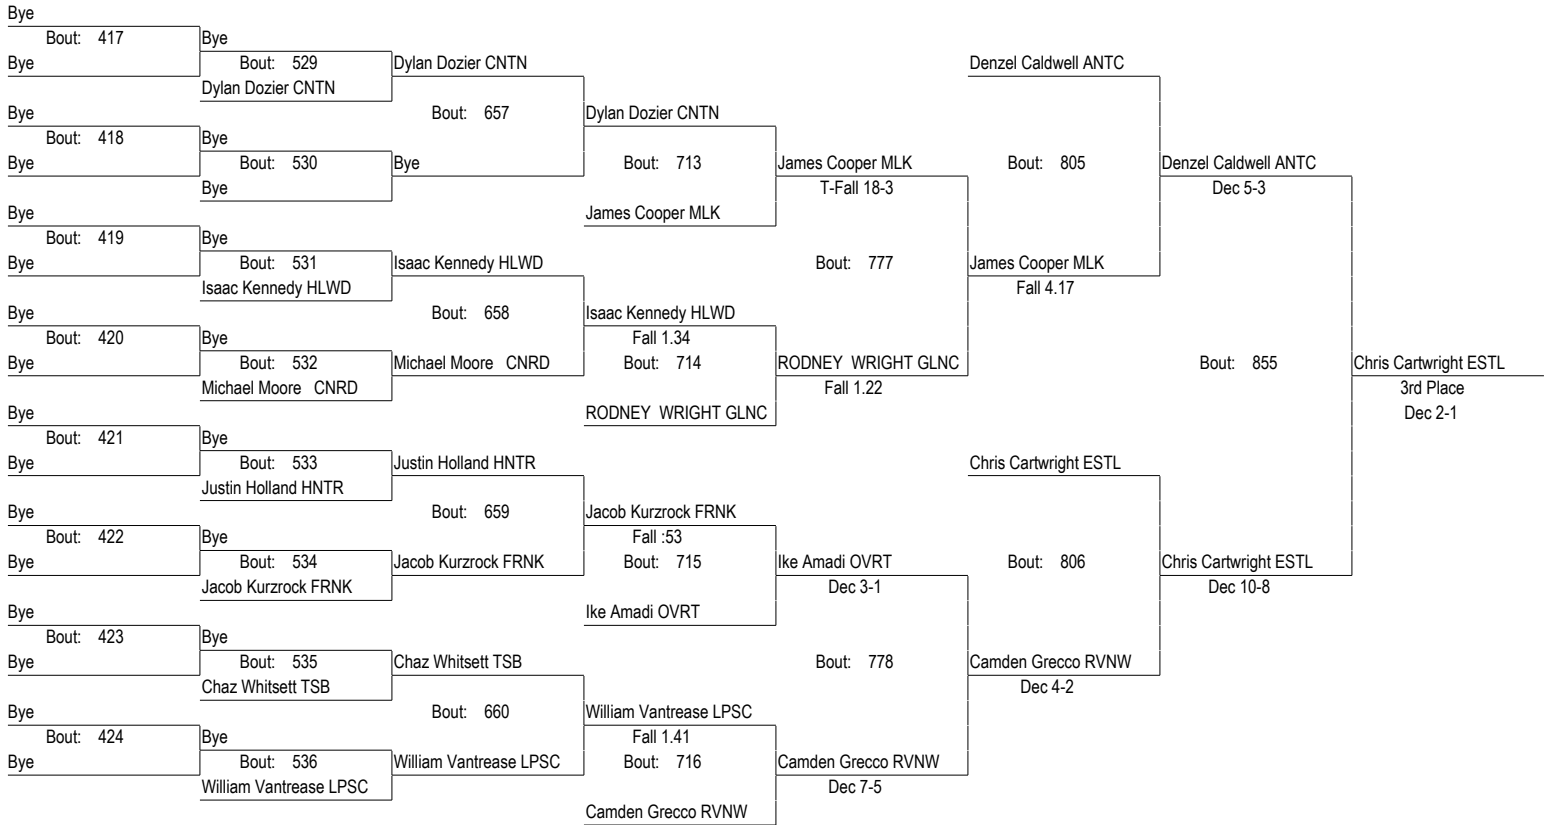 Bye
Bout: 417 Bye
Bye Bout: 529 Dylan Dozier CNTN Denzel Caldwell ANTC
Dylan Dozier CNTN
Bye Bout: 657 Dylan Dozier CNTN
Bout: 418 Bye
Bye Bout: 530 Bye Bout: 713 James Cooper MLK Bout: 805 Denzel Caldwell ANTC
Bye T-Fall 18-3 Dec 5-3
Bye James Cooper MLK
Bout: 419 Bye
Bye Bout: 531 Isaac Kennedy HLWD Bout: 777 James Cooper MLK
Isaac Kennedy HLWD Fall 4.17
Bye Bout: 658 Isaac Kennedy HLWD
Bout: 420 Bye Fall 1.34
Bye Bout: 532 Michael Moore CNRD Bout: 714 RODNEY WRIGHT GLNC Bout: 855 Chris Cartwright ESTL
Michael Moore CNRD Fall 1.22 3rd Place
Bye RODNEY WRIGHT GLNC Dec 2-1
Bout: 421 Bye
Bye Bout: 533 Justin Holland HNTR Chris Cartwright ESTL
Justin Holland HNTR
Bye Bout: 659 Jacob Kurzrock FRNK
Bout: 422 Bye Fall :53
Bye Bout: 534 Jacob Kurzrock FRNK Bout: 715 Ike Amadi OVRT Bout: 806 Chris Cartwright ESTL
Jacob Kurzrock FRNK Dec 3-1 Dec 10-8
Bye Ike Amadi OVRT
Bout: 423 Bye
Bye Bout: 535 Chaz Whitsett TSB Bout: 778 Camden Grecco RVNW
Chaz Whitsett TSB Dec 4-2
Bye Bout: 660 William Vantrease LPSC
Bout: 424 Bye Fall 1.41
Bye Bout: 536 William Vantrease LPSC Bout: 716 Camden Grecco RVNW
William Vantrease LPSC Dec 7-5
Camden Grecco RVNW